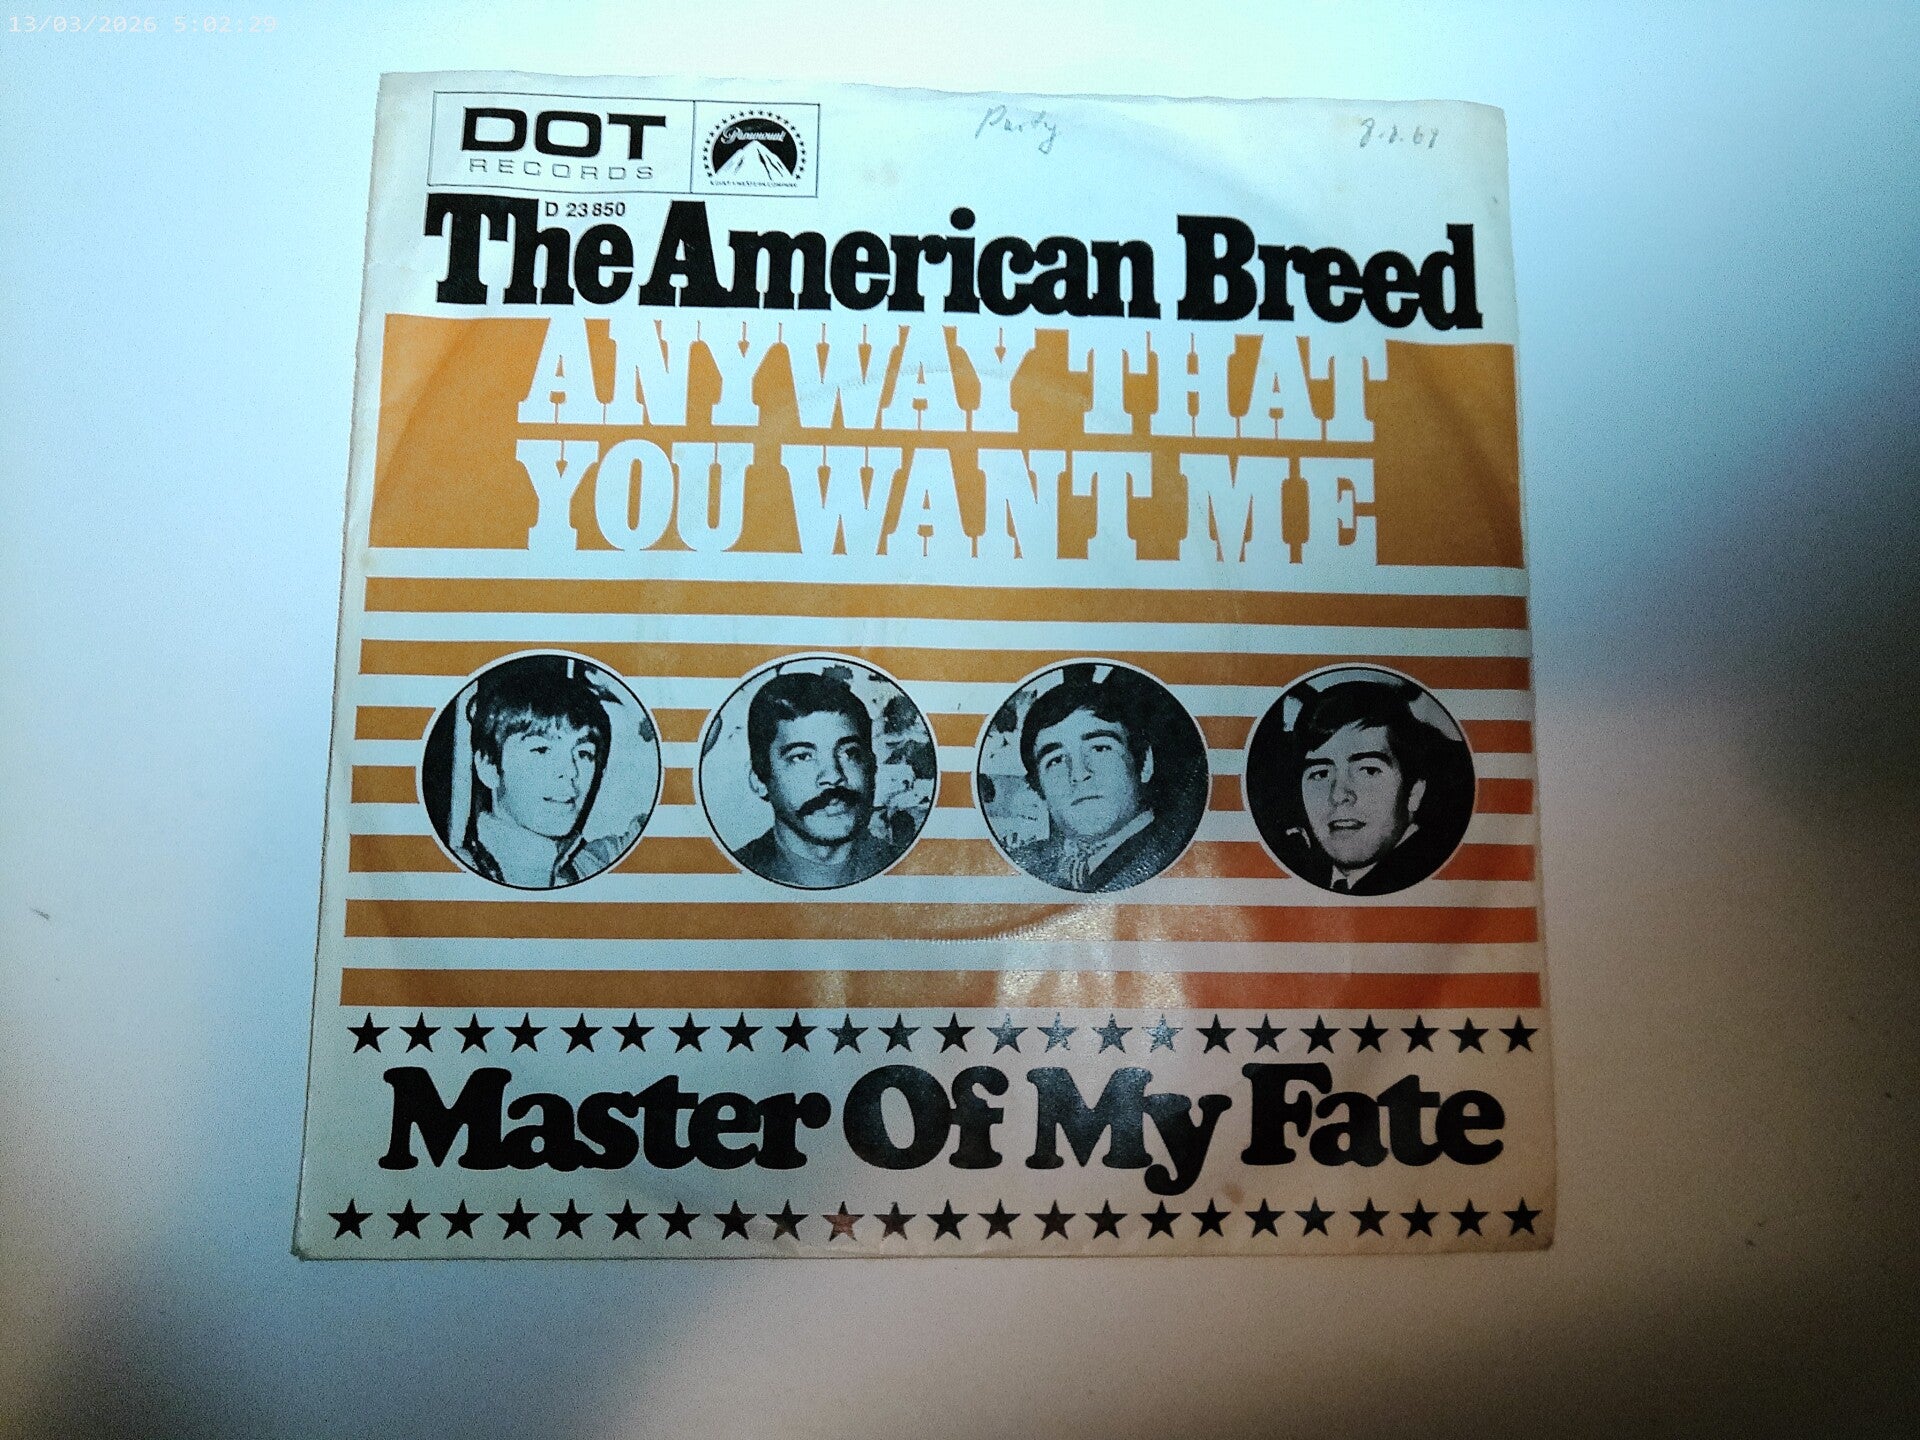 13/03/2026 5:02:29
DOT
RECORDS
Paramount
Party
D 23 850
The American Breed
ANYWAY THAT
YOU WANT ME
Master Of My Fate